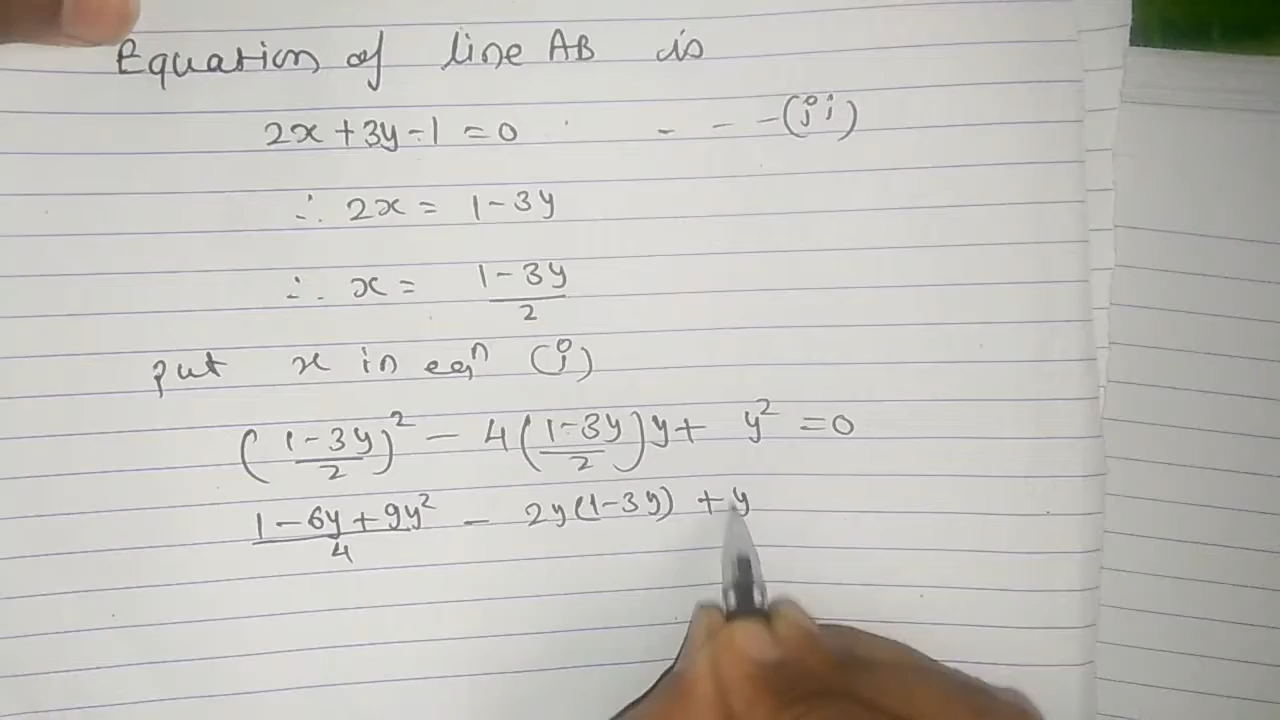 Equation of line AB is
2x + 3y - 1 = 0 - - - (ii)
∴ 2x = 1 - 3y
∴ x = (1 - 3y)/2
put x in eqⁿ (i)
((1 - 3y)/2)² - 4((1 - 3y)/2)y + y² = 0
(1 - 6y + 9y²)/4 - 2y(1 - 3y) + y